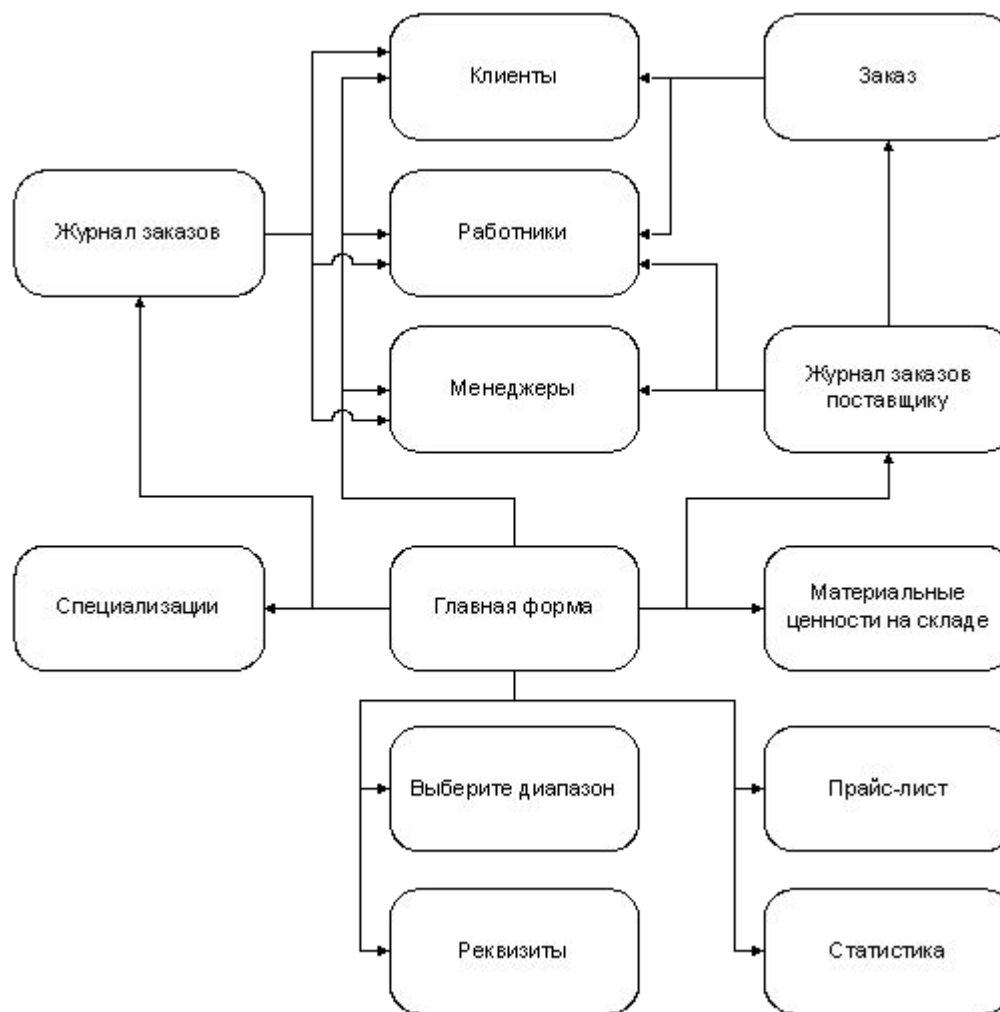 Клиенты
Заказ
Журнал заказов
Работники
Менеджеры
Журнал заказов
поставщику
Специализации
Главная форма
Материальные
ценности на складе
Выберите диапазон
Прайс-лист
Реквизиты
Статистика